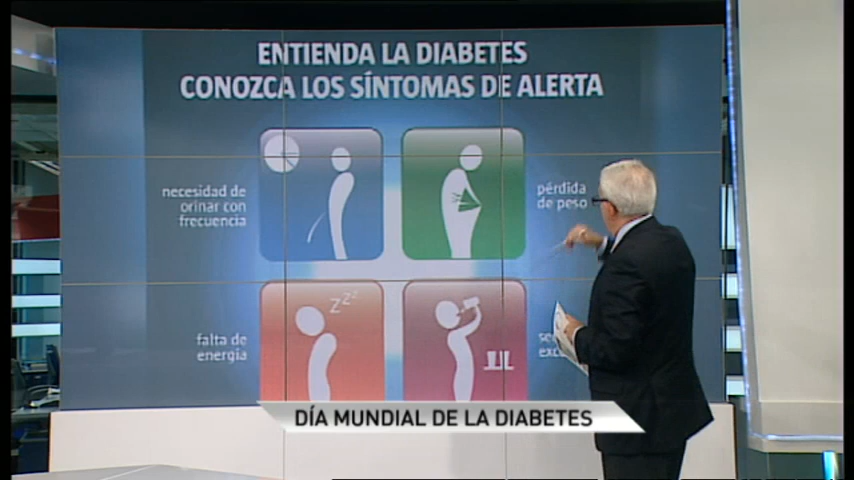 ENTIENDA LA DIABETES
CONOZCA LOS SÍNTOMAS DE ALERTA
necesidad de
orinar con
frecuencia
pérdida
de peso
zzz
falta de
energía
DÍA MUNDIAL DE LA DIABETES